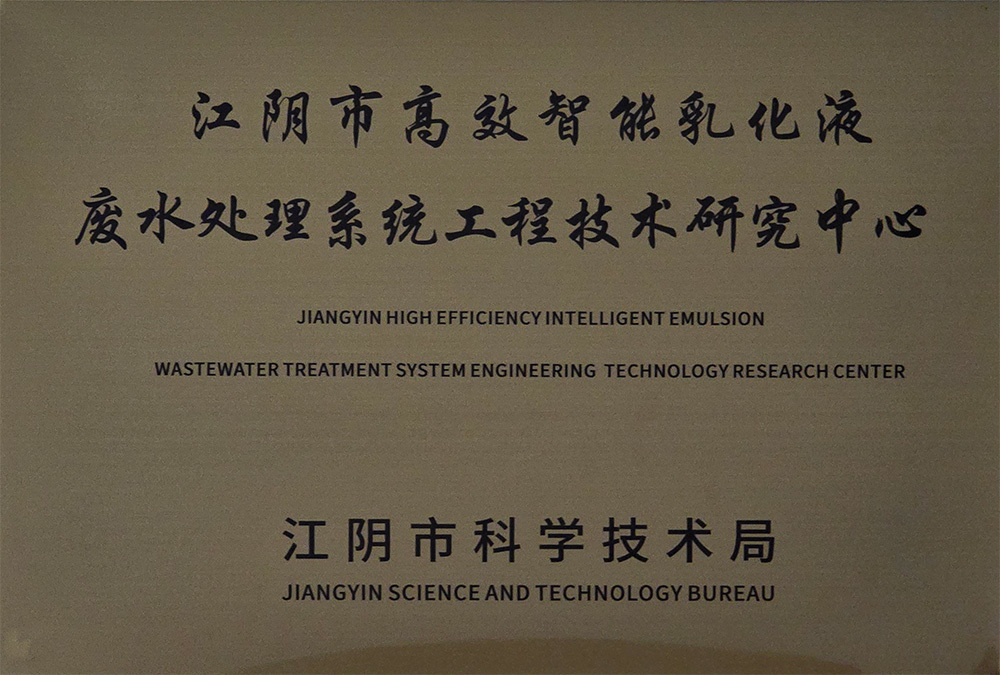 江阴市高效智能乳化液
废水处理系统工程技术研究中心
JIANGYIN HIGH EFFICIENCY INTELLIGENT EMULSION
WASTEWATER TREATMENT SYSTEM ENGINEERING TECHNOLOGY RESEARCH CENTER
江阴市科学技术局
JIANGYIN SCIENCE AND TECHNOLOGY BUREAU